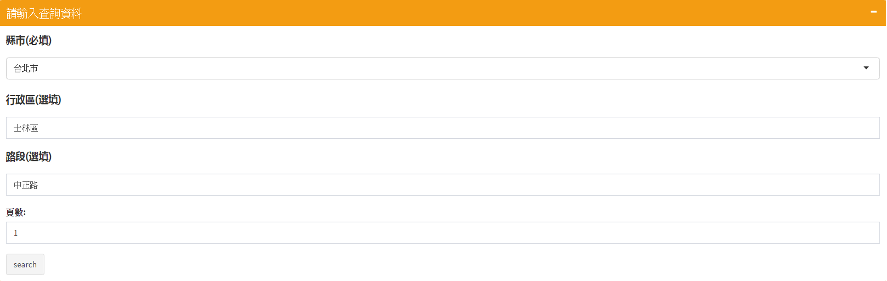 請輸入查詢資料
縣市(必填)
台北市
行政區(選填)
士林區
路段(選填)
中正路
頁數:
1
search